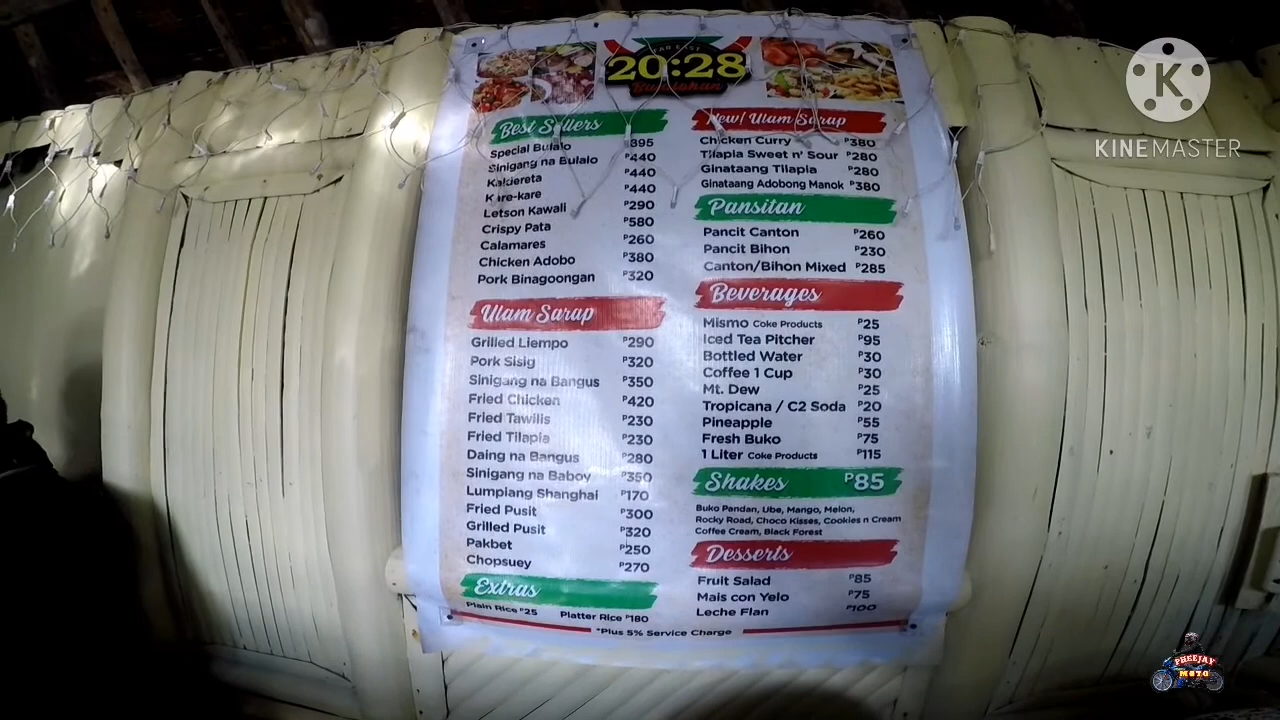 FAR EAST
20:28
Best Sellers
Special Bulalo ₱395
Sinigang na Bulalo ₱440
Kaldereta ₱440
Kare-kare ₱440
Letson Kawali ₱290
Crispy Pata ₱580
Calamares ₱260
Chicken Adobo ₱380
Pork Binagoongan ₱320
Ulam Sarap
Grilled Liempo ₱290
Pork Sisig ₱320
Sinigang na Bangus ₱350
Fried Chicken ₱420
Fried Tawilis ₱230
Fried Tilapia ₱230
Daing na Bangus ₱280
Sinigang na Baboy ₱350
Lumpiang Shanghai ₱170
Fried Pusit ₱300
Grilled Pusit ₱320
Pakbet ₱250
Chopsuey ₱270
Extras
Plain Rice ₱25 Platter Rice ₱180
New! Ulam Sarap
Chicken Curry ₱380
Tilapia Sweet n' Sour ₱280
Ginataang Tilapia ₱280
Ginataang Adobong Manok ₱380
Pansitan
Pancit Canton ₱260
Pancit Bihon ₱230
Canton/Bihon Mixed ₱285
Beverages
Mismo Coke Products ₱25
Iced Tea Pitcher ₱95
Bottled Water ₱30
Coffee 1 Cup ₱30
Mt. Dew ₱25
Tropicana / C2 Soda ₱20
Pineapple ₱55
Fresh Buko ₱75
1 Liter Coke Products ₱115
Shakes ₱85
Buko Pandan, Ube, Mango, Melon,
Rocky Road, Choco Kisses, Cookies n Cream
Coffee Cream, Black Forest
Desserts
Fruit Salad ₱85
Mais con Yelo ₱75
Leche Flan ₱100
*Plus 5% Service Charge
K
KINEMASTER
PHEEJAY
MOTO